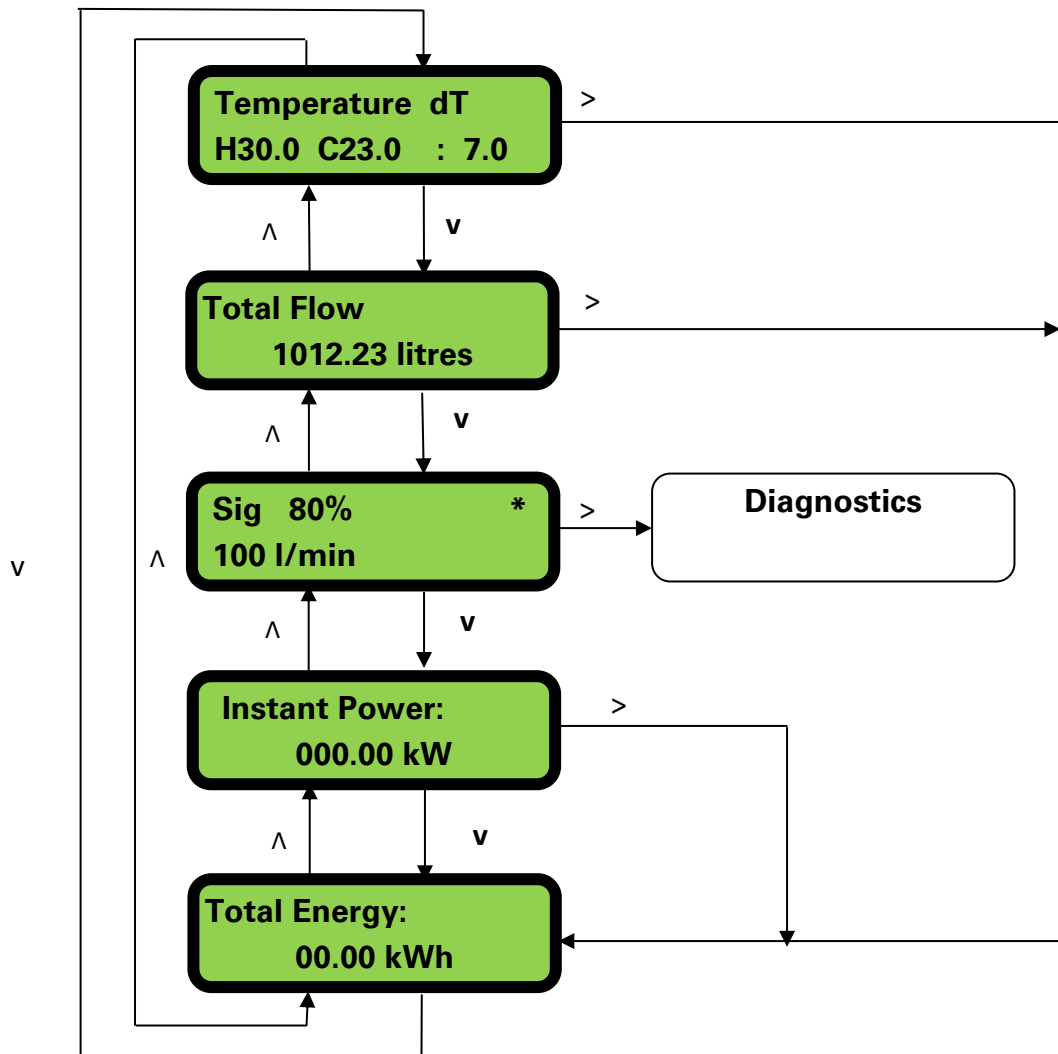 Temperature dT
>
H30.0 C23.0 : 7.0
ʌ v
Total Flow
>
1012.23 litres
ʌ v
Sig 80% *
>
Diagnostics
100 l/min
v ʌ
ʌ v
Instant Power:
>
000.00 kW
ʌ v
Total Energy:
00.00 kWh